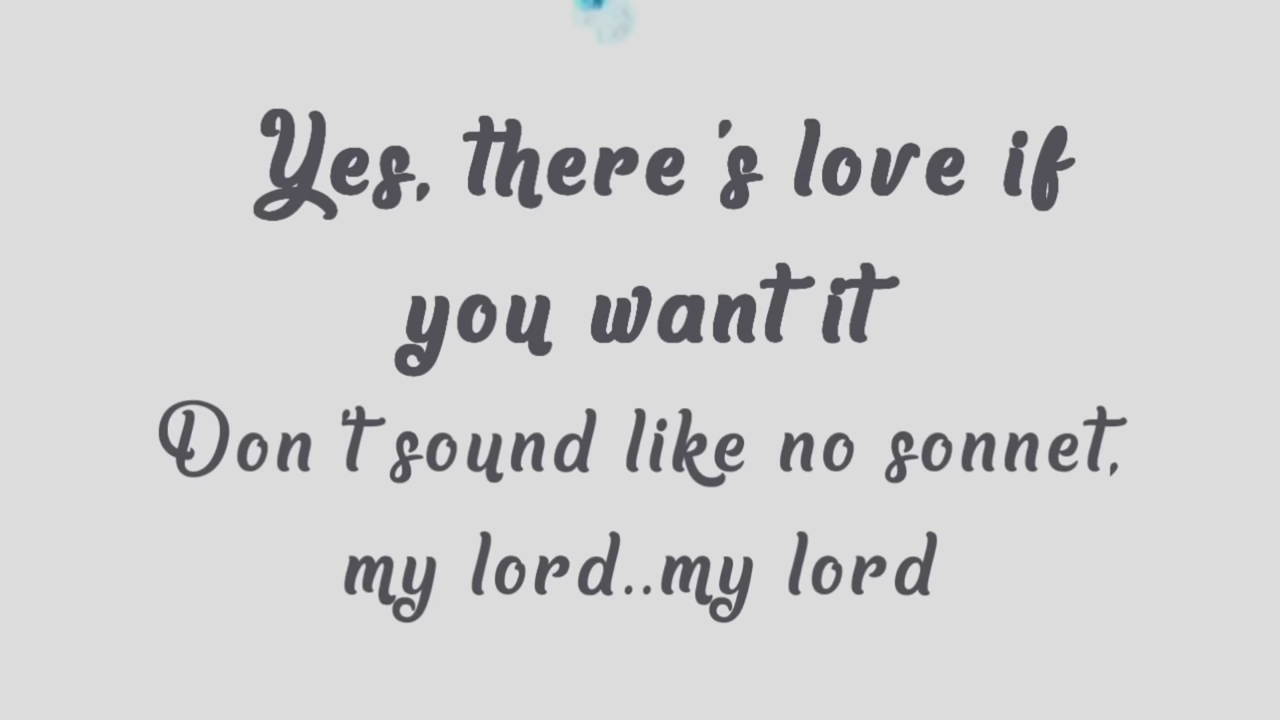 Yes, there's love if
you want it
Don't sound like no sonnet,
my lord..my lord